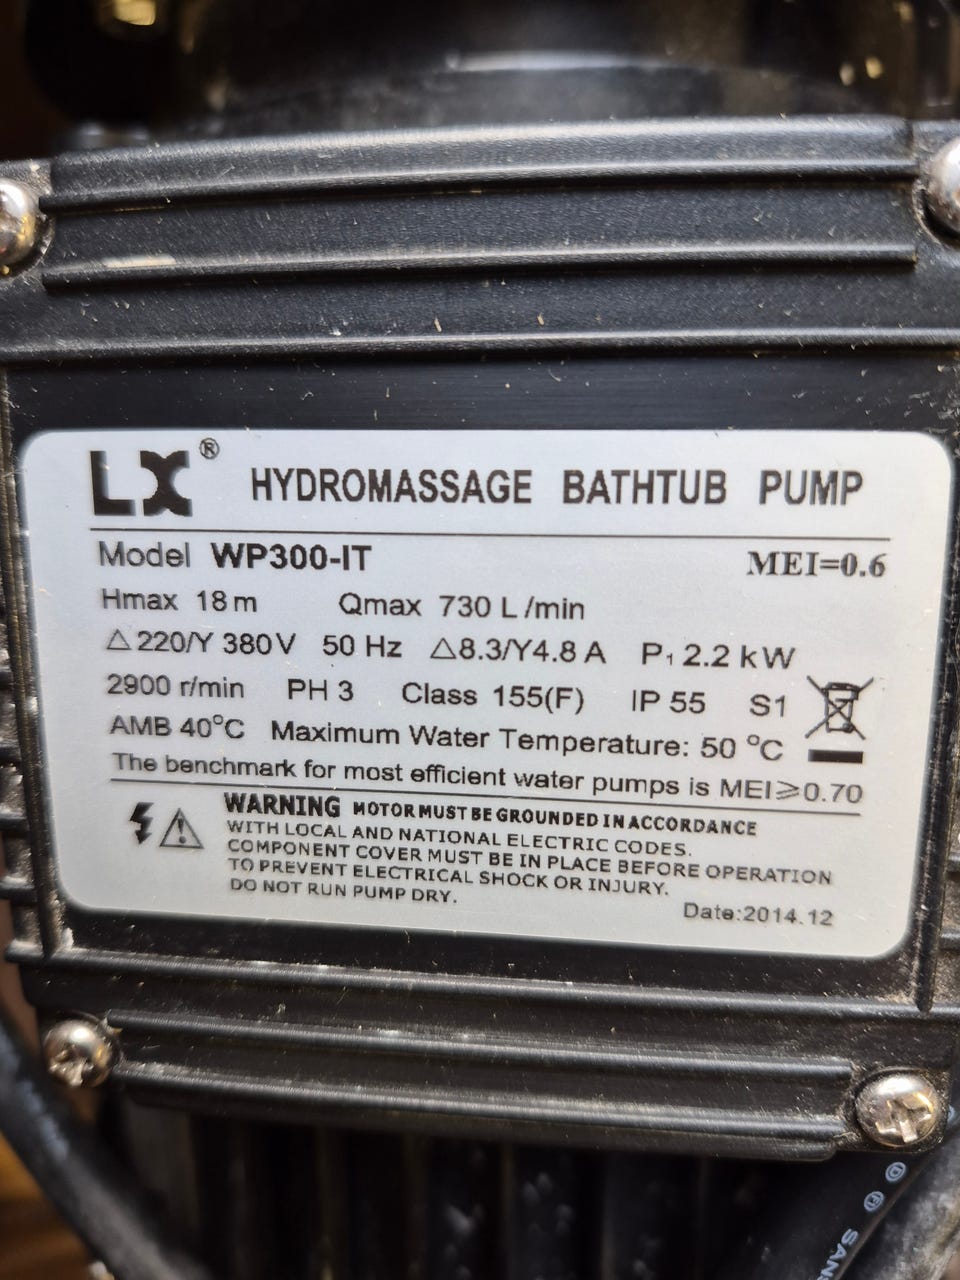 LX® HYDROMASSAGE BATHTUB PUMP
Model WP300-IT MEI=0.6
Hmax 18m Qmax 730 L/min
△220/Y 380V 50 Hz △8.3/Y4.8A P₁ 2.2kW
2900 r/min PH 3 Class 155(F) IP 55 S1
AMB 40°C Maximum Water Temperature: 50 °C
The benchmark for most efficient water pumps is MEI⩾0.70
WARNING MOTOR MUST BE GROUNDED IN ACCORDANCE
WITH LOCAL AND NATIONAL ELECTRIC CODES.
COMPONENT COVER MUST BE IN PLACE BEFORE OPERATION
TO PREVENT ELECTRICAL SHOCK OR INJURY.
DO NOT RUN PUMP DRY.
Date:2014.12